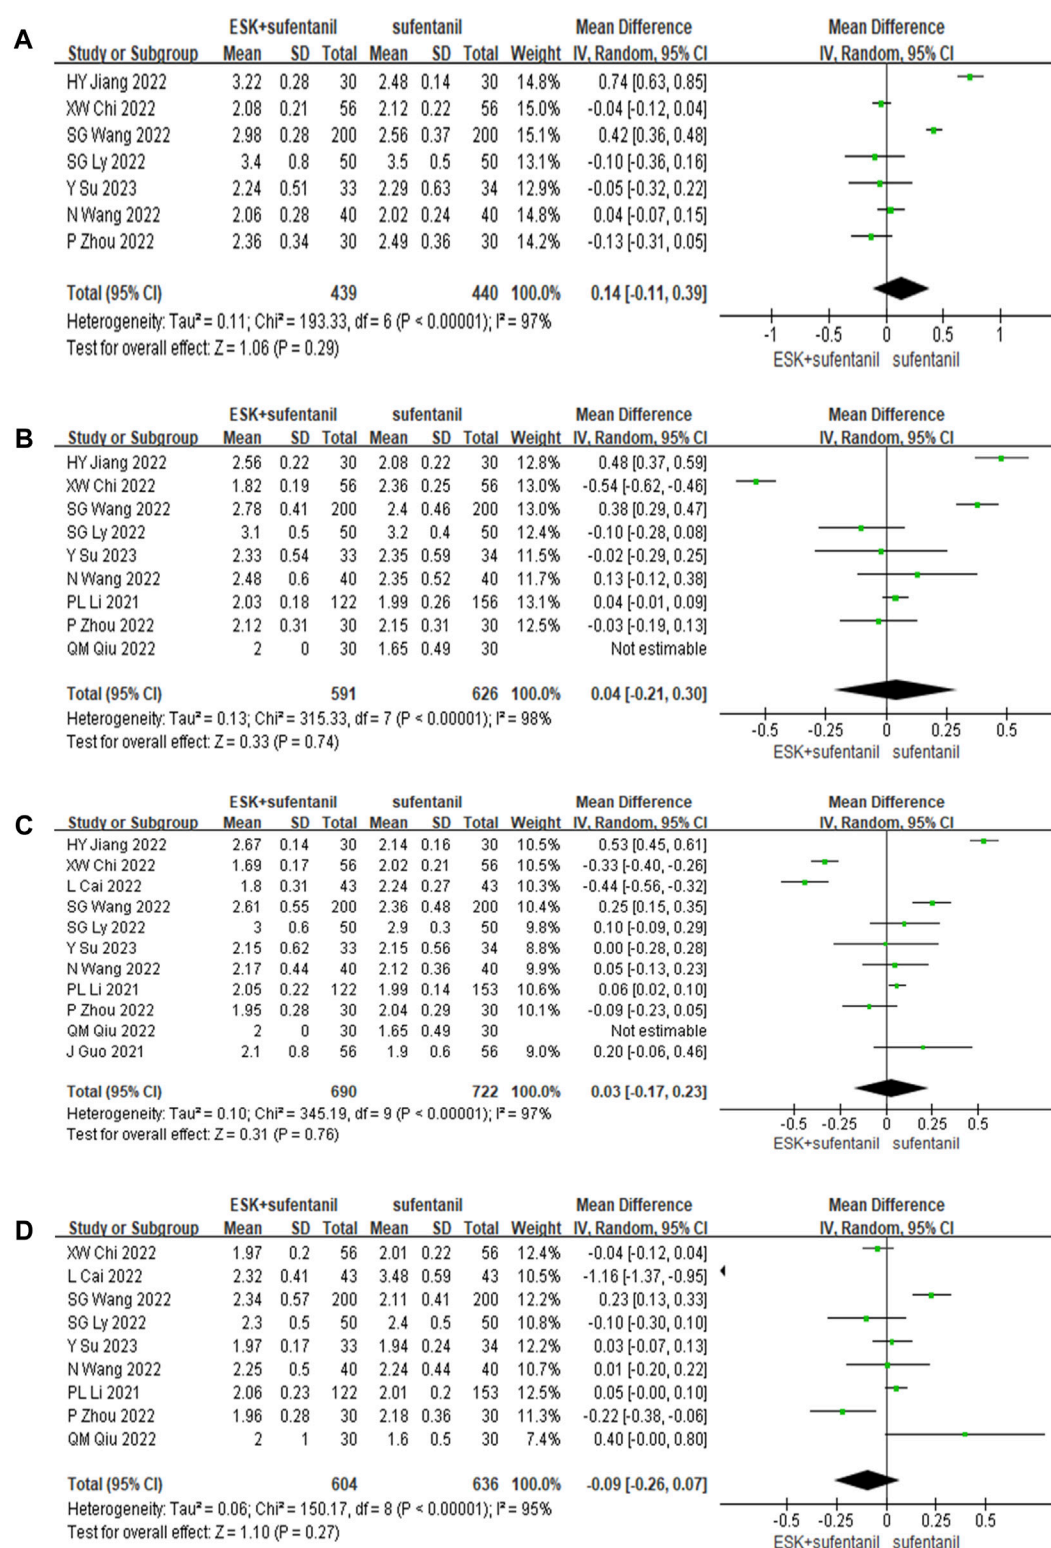 A
ESK+sufentanil sufentanil Mean Difference Mean Difference
Study or Subgroup Mean SD Total Mean SD Total Weight IV, Random, 95% CI IV, Random, 95% CI
HY Jiang 2022 3.22 0.28 30 2.48 0.14 30 14.8% 0.74 [0.63, 0.85]
XW Chi 2022 2.08 0.21 56 2.12 0.22 56 15.0% -0.04 [-0.12, 0.04]
SG Wang 2022 2.98 0.28 200 2.56 0.37 200 15.1% 0.42 [0.36, 0.48]
SG Ly 2022 3.4 0.8 50 3.5 0.5 50 13.1% -0.10 [-0.36, 0.16]
Y Su 2023 2.24 0.51 33 2.29 0.63 34 12.9% -0.05 [-0.32, 0.22]
N Wang 2022 2.06 0.28 40 2.02 0.24 40 14.8% 0.04 [-0.07, 0.15]
P Zhou 2022 2.36 0.34 30 2.49 0.36 30 14.2% -0.13 [-0.31, 0.05]
Total (95% CI) 439 440 100.0% 0.14 [-0.11, 0.39]
Heterogeneity: Tau² = 0.11; Chi² = 193.33, df = 6 (P < 0.00001); I² = 97%
Test for overall effect: Z = 1.06 (P = 0.29)
-1 -0.5 0 0.5 1
ESK+sufentanil sufentanil
B
ESK+sufentanil sufentanil Mean Difference Mean Difference
Study or Subgroup Mean SD Total Mean SD Total Weight IV, Random, 95% CI IV, Random, 95% CI
HY Jiang 2022 2.56 0.22 30 2.08 0.22 30 12.8% 0.48 [0.37, 0.59]
XW Chi 2022 1.82 0.19 56 2.36 0.25 56 13.0% -0.54 [-0.62, -0.46]
SG Wang 2022 2.78 0.41 200 2.4 0.46 200 13.0% 0.38 [0.29, 0.47]
SG Ly 2022 3.1 0.5 50 3.2 0.4 50 12.4% -0.10 [-0.28, 0.08]
Y Su 2023 2.33 0.54 33 2.35 0.59 34 11.5% -0.02 [-0.29, 0.25]
N Wang 2022 2.48 0.6 40 2.35 0.52 40 11.7% 0.13 [-0.12, 0.38]
PL Li 2021 2.03 0.18 122 1.99 0.26 156 13.1% 0.04 [-0.01, 0.09]
P Zhou 2022 2.12 0.31 30 2.15 0.31 30 12.5% -0.03 [-0.19, 0.13]
QM Qiu 2022 2 0 30 1.65 0.49 30 Not estimable
Total (95% CI) 591 626 100.0% 0.04 [-0.21, 0.30]
Heterogeneity: Tau² = 0.13; Chi² = 315.33, df = 7 (P < 0.00001); I² = 98%
Test for overall effect: Z = 0.33 (P = 0.74)
-0.5 -0.25 0 0.25 0.5
ESK+sufentanil sufentanil
C
ESK+sufentanil sufentanil Mean Difference Mean Difference
Study or Subgroup Mean SD Total Mean SD Total Weight IV, Random, 95% CI IV, Random, 95% CI
HY Jiang 2022 2.67 0.14 30 2.14 0.16 30 10.5% 0.53 [0.45, 0.61]
XW Chi 2022 1.69 0.17 56 2.02 0.21 56 10.5% -0.33 [-0.40, -0.26]
L Cai 2022 1.8 0.31 43 2.24 0.27 43 10.3% -0.44 [-0.56, -0.32]
SG Wang 2022 2.61 0.55 200 2.36 0.48 200 10.4% 0.25 [0.15, 0.35]
SG Ly 2022 3 0.6 50 2.9 0.3 50 9.8% 0.10 [-0.09, 0.29]
Y Su 2023 2.15 0.62 33 2.15 0.56 34 8.8% 0.00 [-0.28, 0.28]
N Wang 2022 2.17 0.44 40 2.12 0.36 40 9.9% 0.05 [-0.13, 0.23]
PL Li 2021 2.05 0.22 122 1.99 0.14 153 10.6% 0.06 [0.02, 0.10]
P Zhou 2022 1.95 0.28 30 2.04 0.29 30 10.1% -0.09 [-0.23, 0.05]
QM Qiu 2022 2 0 30 1.65 0.49 30 Not estimable
J Guo 2021 2.1 0.8 56 1.9 0.6 56 9.0% 0.20 [-0.06, 0.46]
Total (95% CI) 690 722 100.0% 0.03 [-0.17, 0.23]
Heterogeneity: Tau² = 0.10; Chi² = 345.19, df = 9 (P < 0.00001); I² = 97%
Test for overall effect: Z = 0.31 (P = 0.76)
-0.5 -0.25 0 0.25 0.5
ESK+sufentanil sufentanil
D
ESK+sufentanil sufentanil Mean Difference Mean Difference
Study or Subgroup Mean SD Total Mean SD Total Weight IV, Random, 95% CI IV, Random, 95% CI
XW Chi 2022 1.97 0.2 56 2.01 0.22 56 12.4% -0.04 [-0.12, 0.04]
L Cai 2022 2.32 0.41 43 3.48 0.59 43 10.5% -1.16 [-1.37, -0.95]
SG Wang 2022 2.34 0.57 200 2.11 0.41 200 12.2% 0.23 [0.13, 0.33]
SG Ly 2022 2.3 0.5 50 2.4 0.5 50 10.8% -0.10 [-0.30, 0.10]
Y Su 2023 1.97 0.17 33 1.94 0.24 34 12.2% 0.03 [-0.07, 0.13]
N Wang 2022 2.25 0.5 40 2.24 0.44 40 10.7% 0.01 [-0.20, 0.22]
PL Li 2021 2.06 0.23 122 2.01 0.2 153 12.5% 0.05 [-0.00, 0.10]
P Zhou 2022 1.96 0.28 30 2.18 0.36 30 11.3% -0.22 [-0.38, -0.06]
QM Qiu 2022 2 1 30 1.6 0.5 30 7.4% 0.40 [-0.00, 0.80]
Total (95% CI) 604 636 100.0% -0.09 [-0.26, 0.07]
Heterogeneity: Tau² = 0.06; Chi² = 150.17, df = 8 (P < 0.00001); I² = 95%
Test for overall effect: Z = 1.10 (P = 0.27)
-0.5 -0.25 0 0.25 0.5
ESK+sufentanil sufentanil